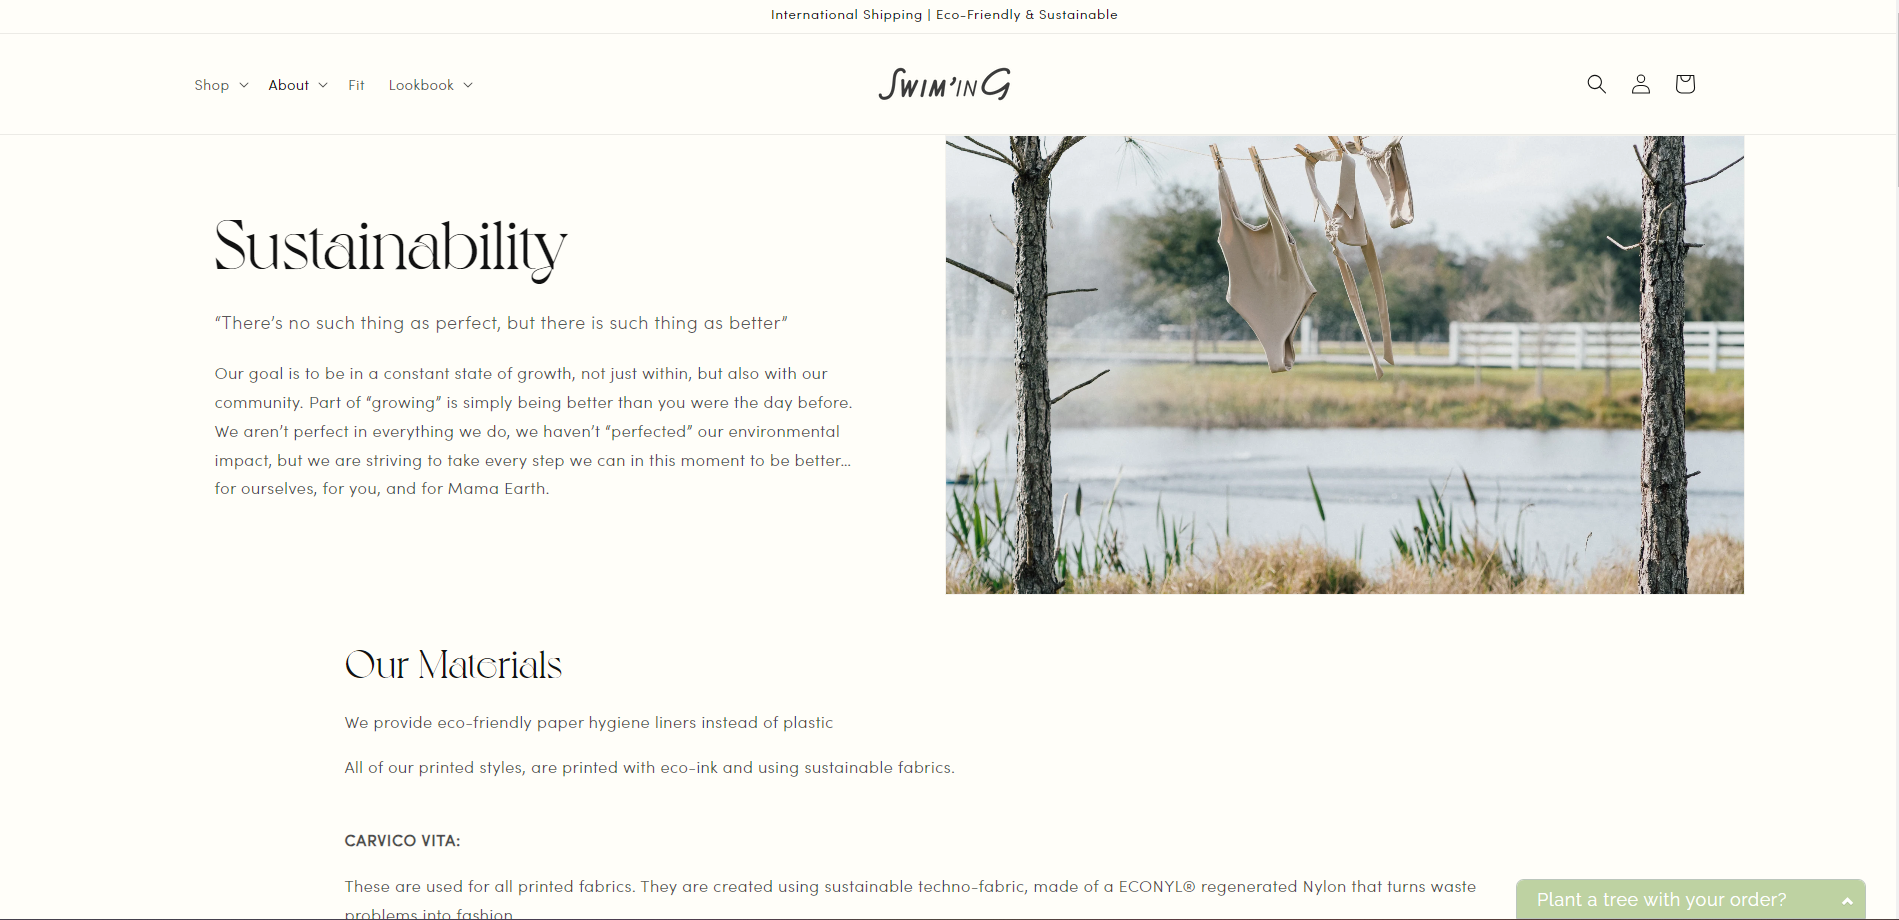 International Shipping | Eco-Friendly & Sustainable
Shop
About
Fit
Lookbook
SWIM'IN G
Sustainability
“There’s no such thing as perfect, but there is such thing as better”
Our goal is to be in a constant state of growth, not just within, but also with our
community. Part of “growing” is simply being better than you were the day before.
We aren’t perfect in everything we do, we haven’t “perfected” our environmental
impact, but we are striving to take every step we can in this moment to be better...
for ourselves, for you, and for Mama Earth.
Our Materials
We provide eco-friendly paper hygiene liners instead of plastic
All of our printed styles, are printed with eco-ink and using sustainable fabrics.
CARVICO VITA:
These are used for all printed fabrics. They are created using sustainable techno-fabric, made of a ECONYL® regenerated Nylon that turns waste
problems into fashion
Plant a tree with your order?